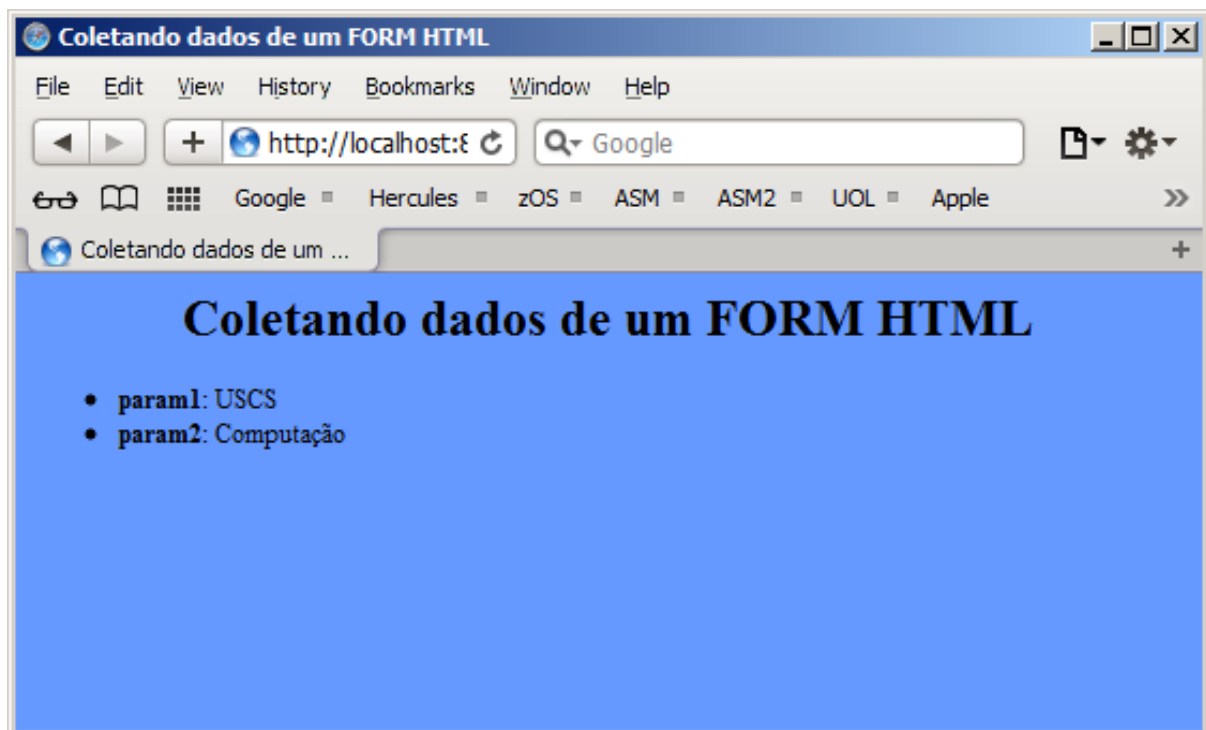 Coletando dados de um FORM HTML
File Edit View History Bookmarks Window Help
http://localhost:8 Google
Google Hercules zOS ASM ASM2 UOL Apple
Coletando dados de um ...
Coletando dados de um FORM HTML
param1: USCS
param2: Computação